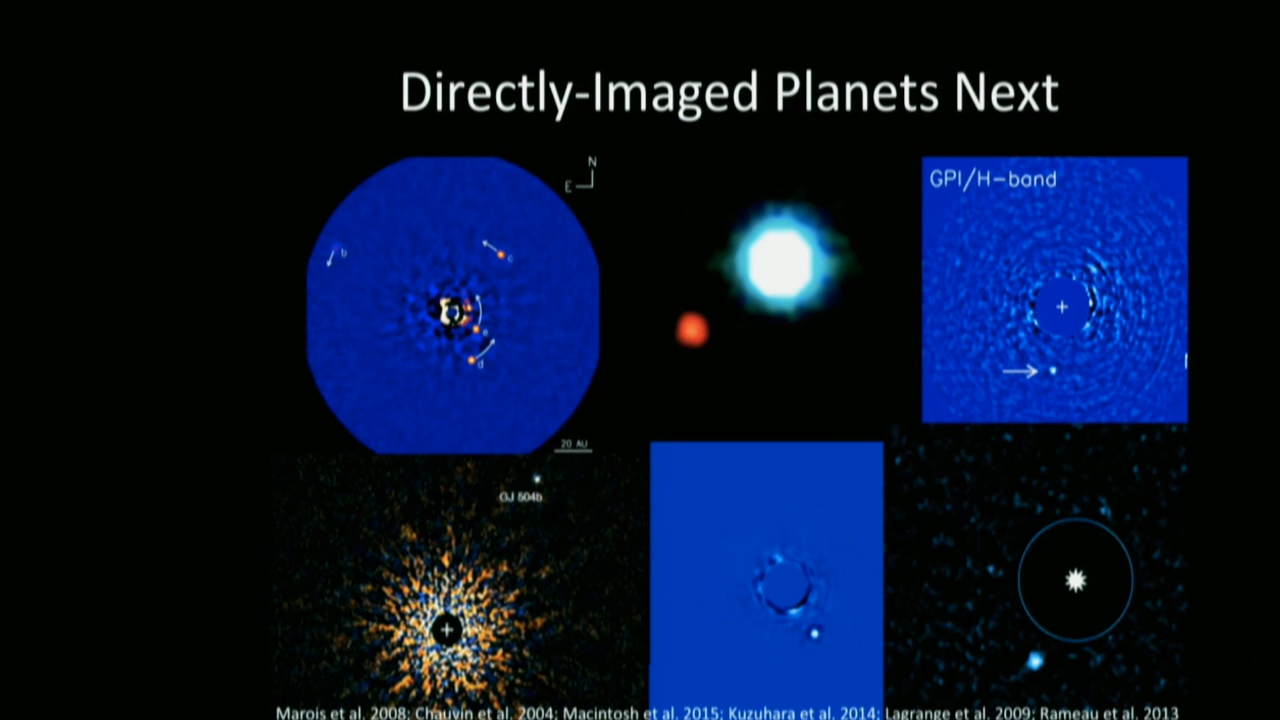 Directly-Imaged Planets Next
N
E
GPI/H-band
b
c
e
d
20 AU
GJ 504b
Marois et al. 2008; Chauvin et al. 2004; Macintosh et al. 2015; Kuzuhara et al. 2014; Lagrange et al. 2009; Rameau et al. 2013